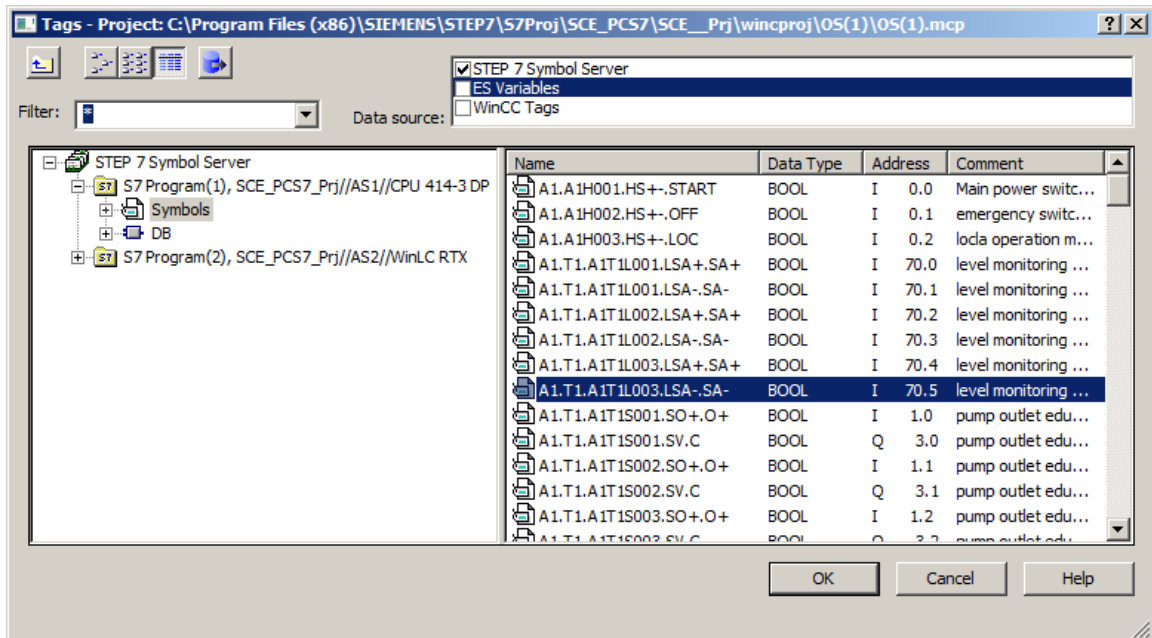 Tags - Project: C:\Program Files (x86)\SIEMENS\STEP7\S7Proj\SCE_PCS7\SCE__Prj\wincproj\OS(1)\OS(1).mcp
STEP 7 Symbol Server
ES Variables
WinCC Tags
Filter: * Data source:
STEP 7 Symbol Server
S7 Program(1), SCE_PCS7_Prj//AS1//CPU 414-3 DP
Symbols
DB
S7 Program(2), SCE_PCS7_Prj//AS2//WinLC RTX
Name Data Type Address Comment
A1.A1H001.HS+-.START BOOL I 0.0 Main power switc...
A1.A1H002.HS+-.OFF BOOL I 0.1 emergency switc...
A1.A1H003.HS+-.LOC BOOL I 0.2 locla operation m...
A1.T1.A1T1L001.LSA+.SA+ BOOL I 70.0 level monitoring ...
A1.T1.A1T1L001.LSA-.SA- BOOL I 70.1 level monitoring ...
A1.T1.A1T1L002.LSA+.SA+ BOOL I 70.2 level monitoring ...
A1.T1.A1T1L002.LSA-.SA- BOOL I 70.3 level monitoring ...
A1.T1.A1T1L003.LSA+.SA+ BOOL I 70.4 level monitoring ...
A1.T1.A1T1L003.LSA-.SA- BOOL I 70.5 level monitoring ...
A1.T1.A1T1S001.SO+.O+ BOOL I 1.0 pump outlet edu...
A1.T1.A1T1S001.SV.C BOOL Q 3.0 pump outlet edu...
A1.T1.A1T1S002.SO+.O+ BOOL I 1.1 pump outlet edu...
A1.T1.A1T1S002.SV.C BOOL Q 3.1 pump outlet edu...
A1.T1.A1T1S003.SO+.O+ BOOL I 1.2 pump outlet edu...
A1.T1.A1T1S003.SV.C BOOL Q 3.2 pump outlet edu...
OK Cancel Help